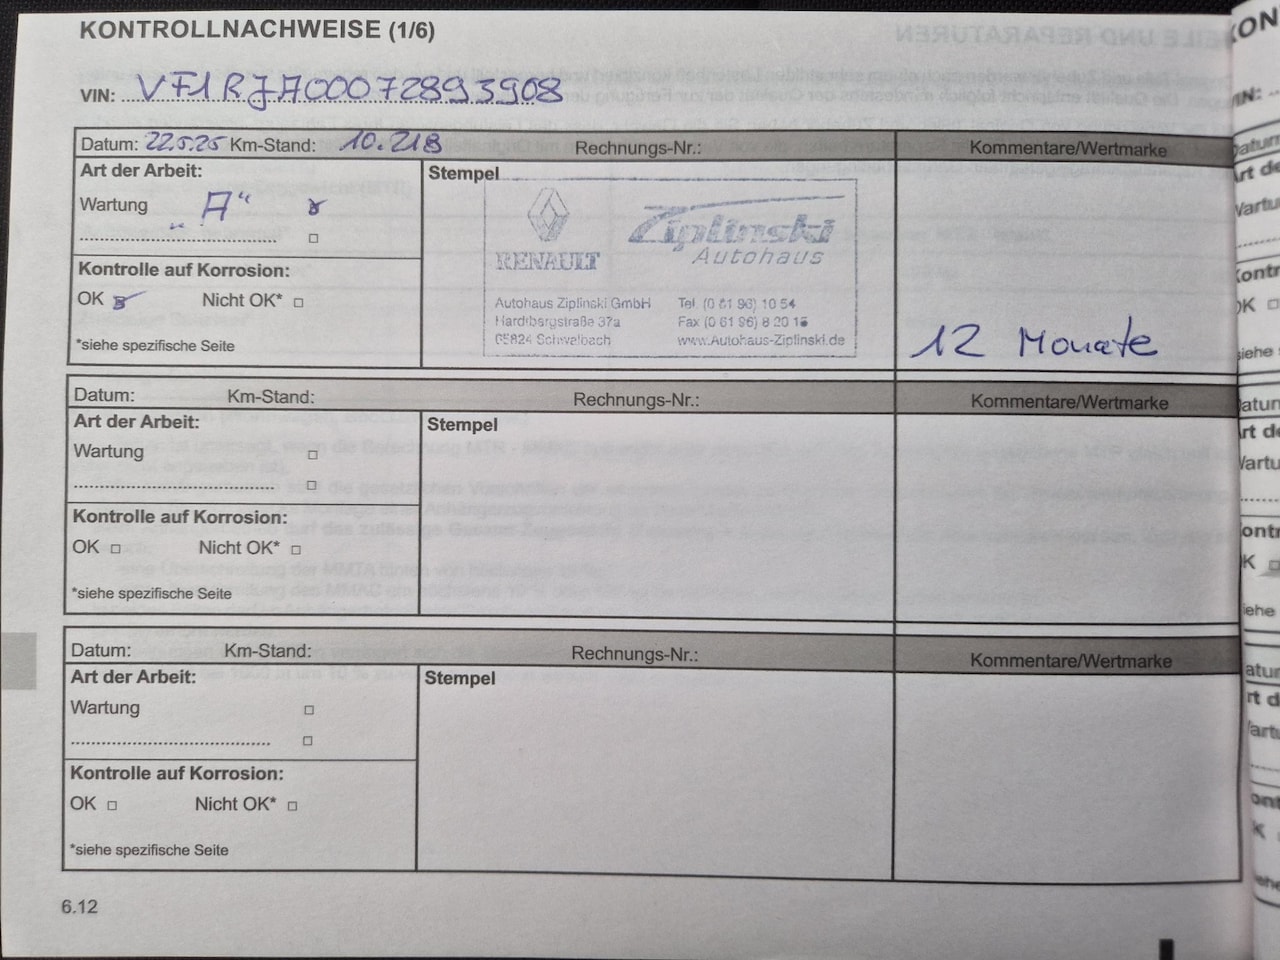 KONTROLLNACHWEISE (1/6)
VIN: VF1RJA00072893908
Datum: 22.5.25 Km-Stand: 10.218 Rechnungs-Nr.: Kommentare/Wertmarke
Art der Arbeit:
Wartung „A“
Kontrolle auf Korrosion:
OK Nicht OK*
*siehe spezifische Seite
Stempel
RENAULT
Ziplinski
Autohaus
Autohaus Ziplinski GmbH Tel. (0 61 96) 10 54
Hardtbergstraße 37a Fax (0 61 96) 8 20 18
65824 Schwalbach www.Autohaus-Ziplinski.de
12 Monate
Datum: Km-Stand: Rechnungs-Nr.: Kommentare/Wertmarke
Art der Arbeit:
Wartung
Kontrolle auf Korrosion:
OK Nicht OK*
*siehe spezifische Seite
Stempel
Datum: Km-Stand: Rechnungs-Nr.: Kommentare/Wertmarke
Art der Arbeit:
Wartung
Kontrolle auf Korrosion:
OK Nicht OK*
*siehe spezifische Seite
Stempel
6.12